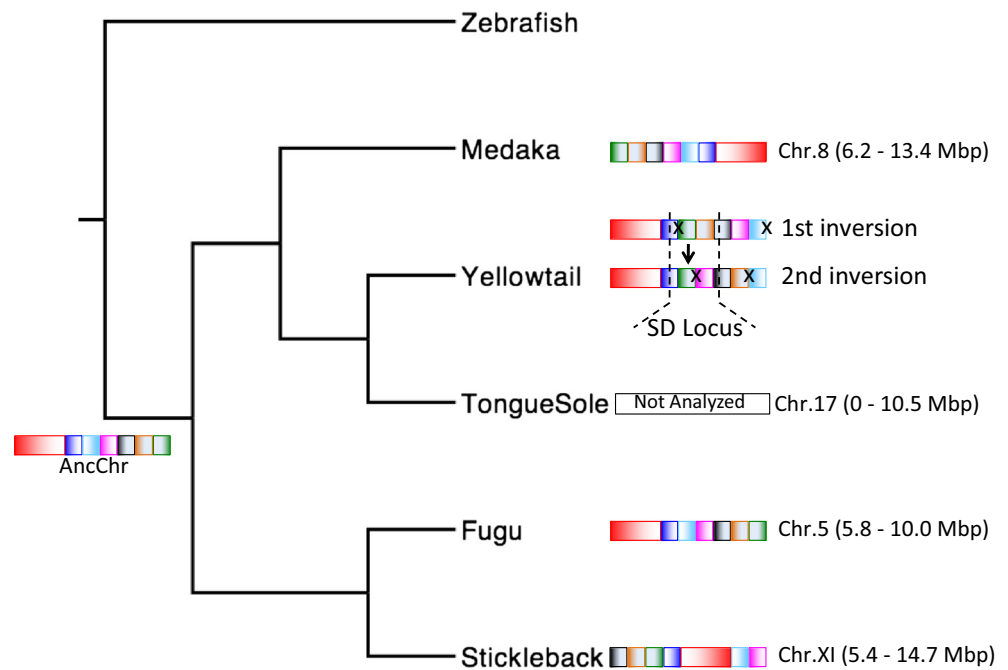 Zebrafish
Medaka
Chr.8 (6.2 - 13.4 Mbp)
x x 1st inversion
Yellowtail
x x 2nd inversion
SD Locus
TongueSole
Not Analyzed
Chr.17 (0 - 10.5 Mbp)
AncChr
Fugu
Chr.5 (5.8 - 10.0 Mbp)
Stickleback
Chr.XI (5.4 - 14.7 Mbp)